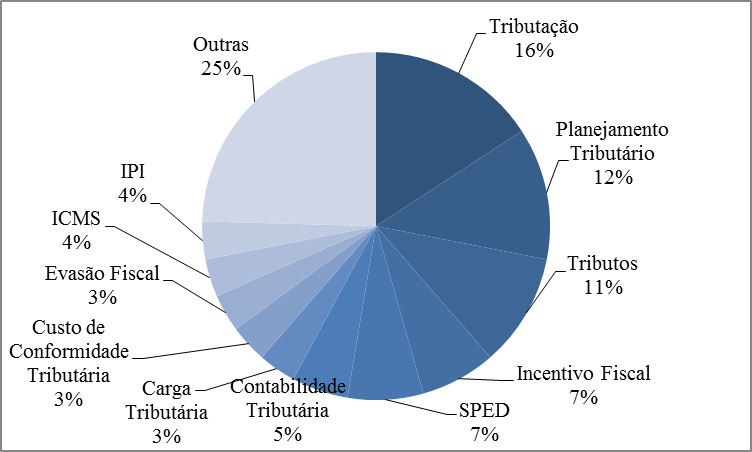 Tributação
16%
Planejamento
Tributário
12%
Tributos
11%
Incentivo Fiscal
7%
SPED
7%
Contabilidade
Tributária
5%
Carga
Tributária
3%
Custo de
Conformidade
Tributária
3%
Evasão Fiscal
3%
ICMS
4%
IPI
4%
Outras
25%